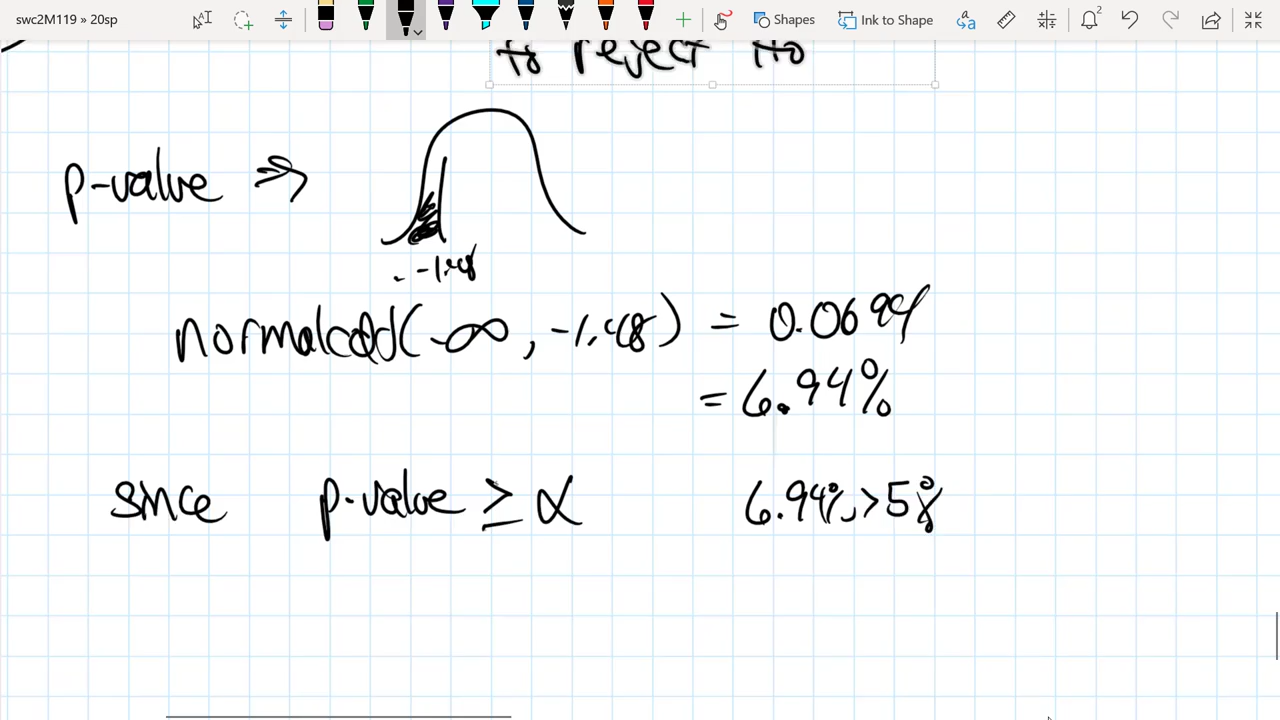 swc2M119 » 20sp
Shapes
Ink to Shape
2
to reject Ho
p-value ⇒
-1.48
normalcdf(-∞, -1.48) = 0.0694
= 6.94%
since p-value ≥ α 6.94% > 5%